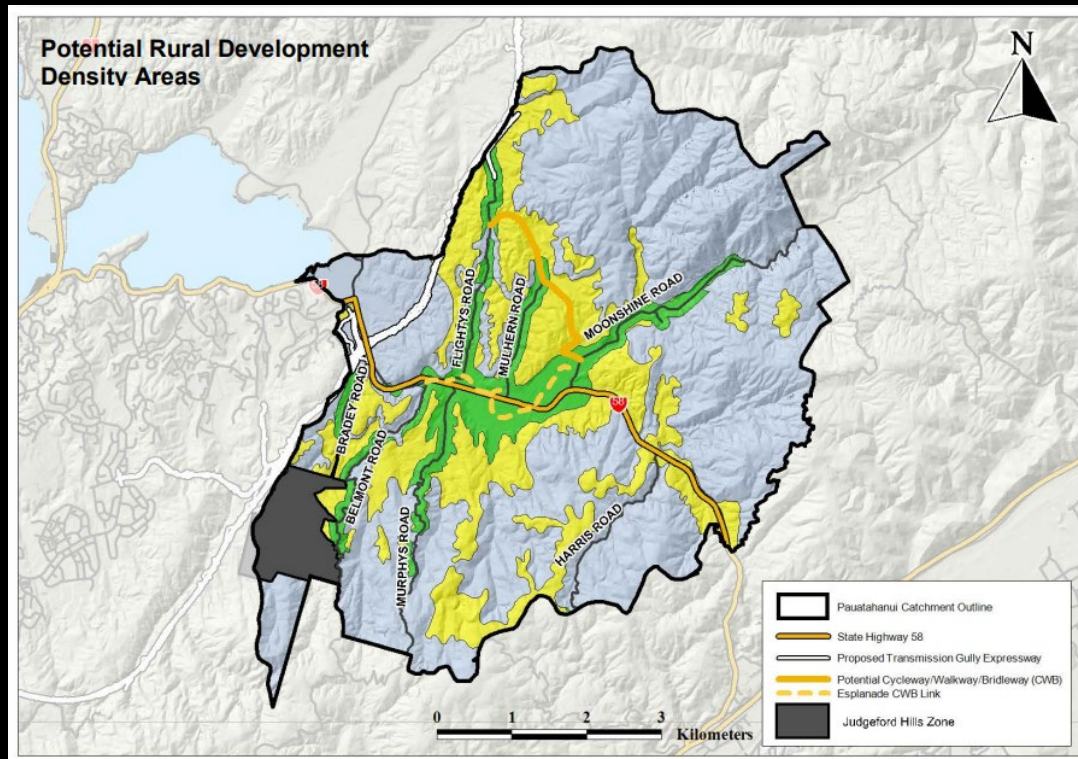 Potential Rural Development
Density Areas
N
FLIGHTYS ROAD
MULHERN ROAD
MOONSHINE ROAD
BRADEY ROAD
58
BELMONT ROAD
MURPHYS ROAD
HARRIS ROAD
Pauatahanui Catchment Outline
State Highway 58
Proposed Transmission Gully Expressway
Potential Cycleway/Walkway/Bridleway (CWB)
Esplanade CWB Link
Judgeford Hills Zone
0 1 2 3
Kilometers